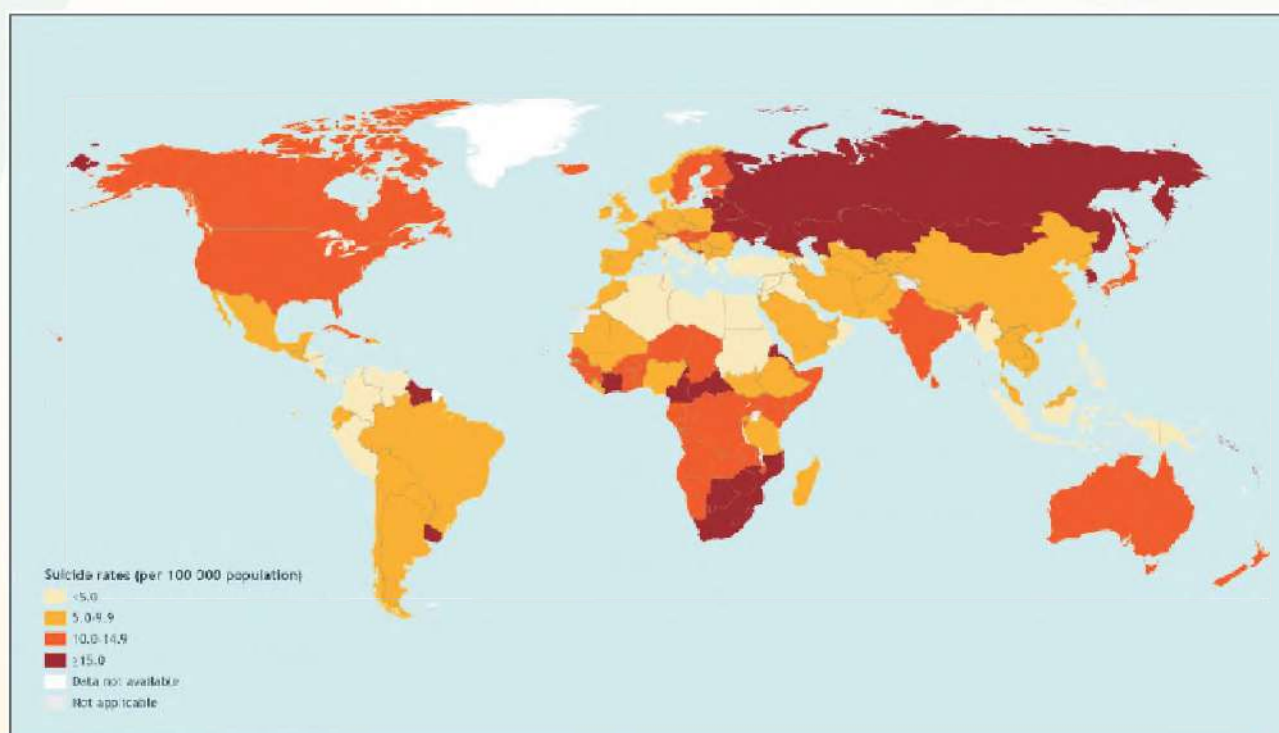 Suicide rates (per 100 000 population)
<5.0
5.0-9.9
10.0-14.9
≥15.0
Data not available
Not applicable